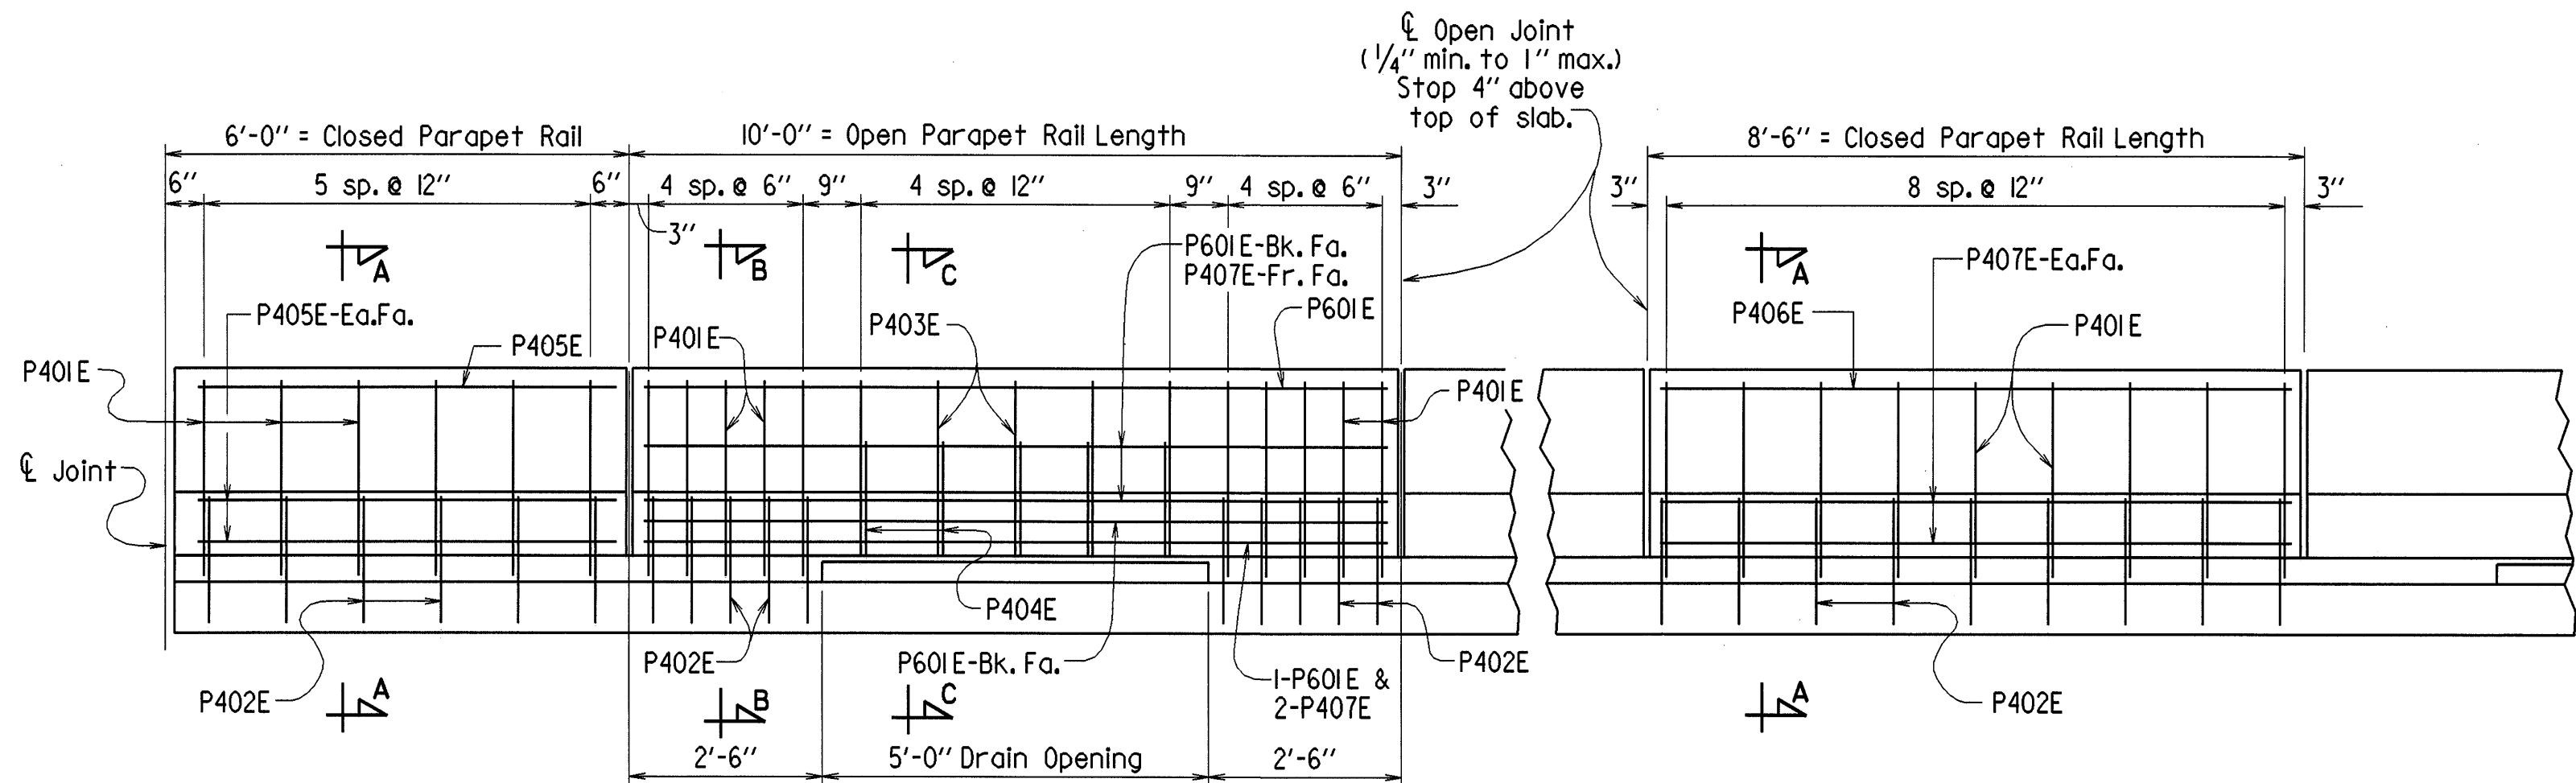 ℄ Open Joint
(1/4" min. to 1" max.)
Stop 4" above
top of slab.
6'-0" = Closed Parapet Rail
10'-0" = Open Parapet Rail Length
8'-6" = Closed Parapet Rail Length
6"
5 sp. @ 12"
6"
4 sp. @ 6"
9"
4 sp. @ 12"
9"
4 sp. @ 6"
3"
3"
8 sp. @ 12"
3"
3"
A
B
C
A
P601E-Bk. Fa.
P407E-Fr. Fa.
P407E-Ea.Fa.
P405E-Ea.Fa.
P601E
P406E
P401E
P403E
P401E
P405E
P401E
P401E
℄ Joint
P404E
P402E
P601E-Bk. Fa.
P402E
1-P601E &
2-P407E
P402E
P402E
A
B
C
A
2'-6"
5'-0" Drain Opening
2'-6"